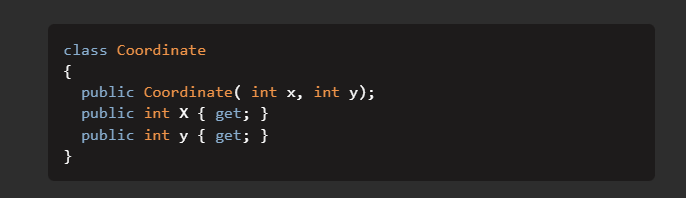 class Coordinate
{
  public Coordinate( int x, int y);
  public int X { get; }
  public int y { get; }
}